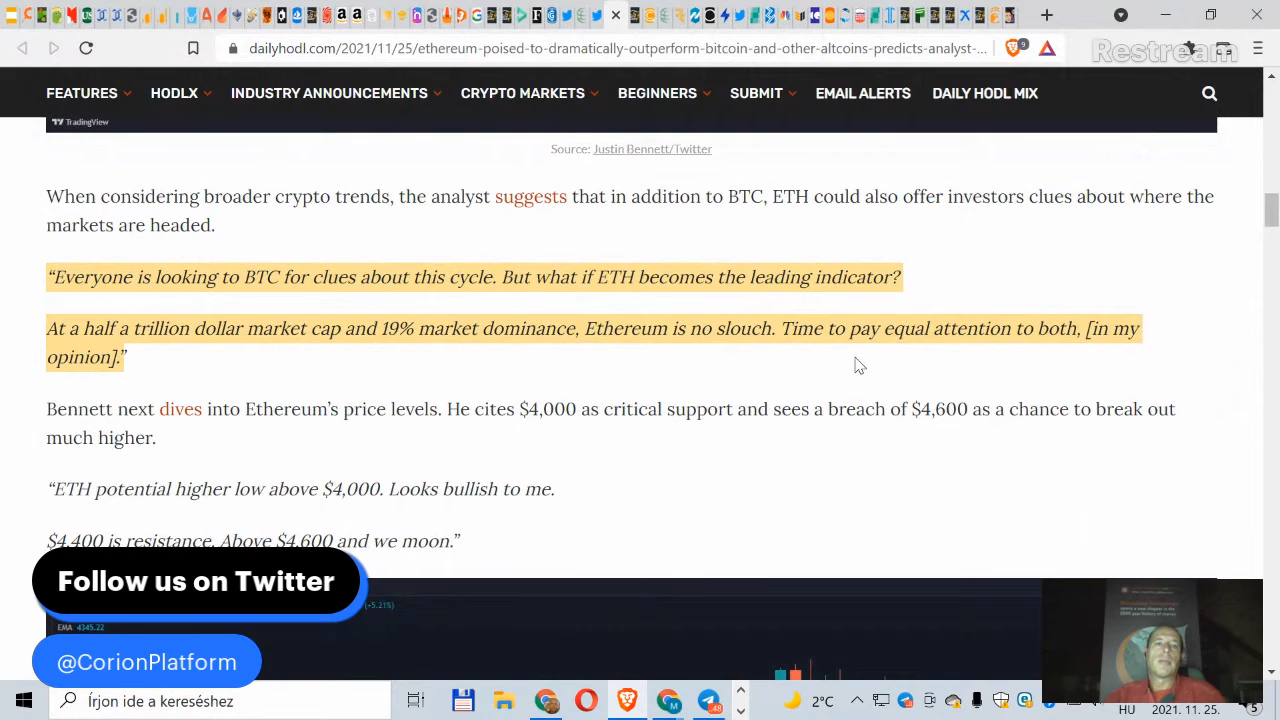 dailyhodl.com/2021/11/25/ethereum-poised-to-dramatically-outperform-bitcoin-and-other-altcoins-predicts-analyst-...
9
Restream
FEATURES HODLX INDUSTRY ANNOUNCEMENTS CRYPTO MARKETS BEGINNERS SUBMIT EMAIL ALERTS DAILY HODL MIX
TradingView
Source: Justin Bennett/Twitter
When considering broader crypto trends, the analyst suggests that in addition to BTC, ETH could also offer investors clues about where the
markets are headed.
“Everyone is looking to BTC for clues about this cycle. But what if ETH becomes the leading indicator?
At a half a trillion dollar market cap and 19% market dominance, Ethereum is no slouch. Time to pay equal attention to both, [in my
opinion].”
Bennett next dives into Ethereum’s price levels. He cites $4,000 as critical support and sees a breach of $4,600 as a chance to break out
much higher.
“ETH potential higher low above $4,000. Looks bullish to me.
$4,400 is resistance. Above $4,600 and we moon.”
Follow us on Twitter
(+5.21%)
EMA 4345.22
@CorionPlatform
Írjon ide a kereséshez
48
2°C
HU
2021. 11. 25.